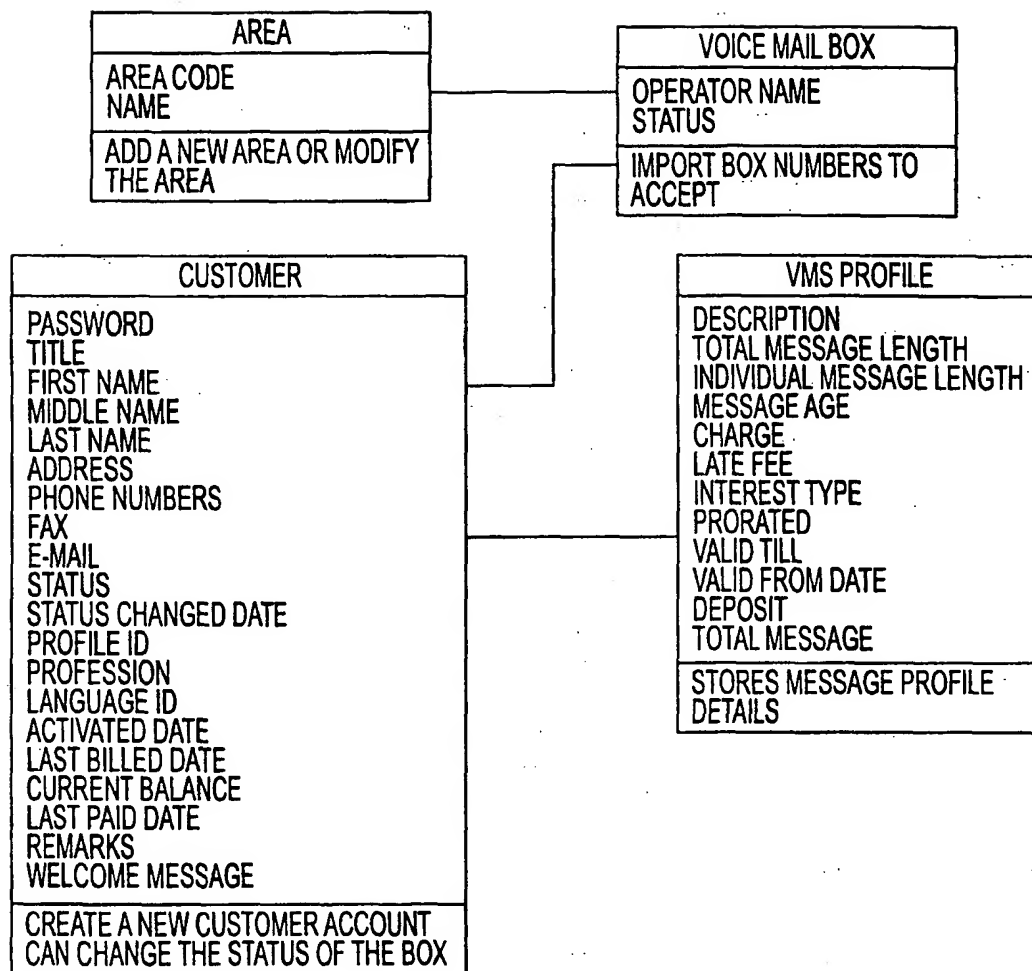 AREA
AREA CODE
NAME
ADD A NEW AREA OR MODIFY
THE AREA
VOICE MAIL BOX
OPERATOR NAME
STATUS
IMPORT BOX NUMBERS TO
ACCEPT
CUSTOMER
PASSWORD
TITLE
FIRST NAME
MIDDLE NAME
LAST NAME
ADDRESS
PHONE NUMBERS
FAX
E-MAIL
STATUS
STATUS CHANGED DATE
PROFILE ID
PROFESSION
LANGUAGE ID
ACTIVATED DATE
LAST BILLED DATE
CURRENT BALANCE
LAST PAID DATE
REMARKS
WELCOME MESSAGE
CREATE A NEW CUSTOMER ACCOUNT
CAN CHANGE THE STATUS OF THE BOX
VMS PROFILE
DESCRIPTION
TOTAL MESSAGE LENGTH
INDIVIDUAL MESSAGE LENGTH
MESSAGE AGE
CHARGE
LATE FEE
INTEREST TYPE
PRORATED
VALID TILL
VALID FROM DATE
DEPOSIT
TOTAL MESSAGE
STORES MESSAGE PROFILE
DETAILS